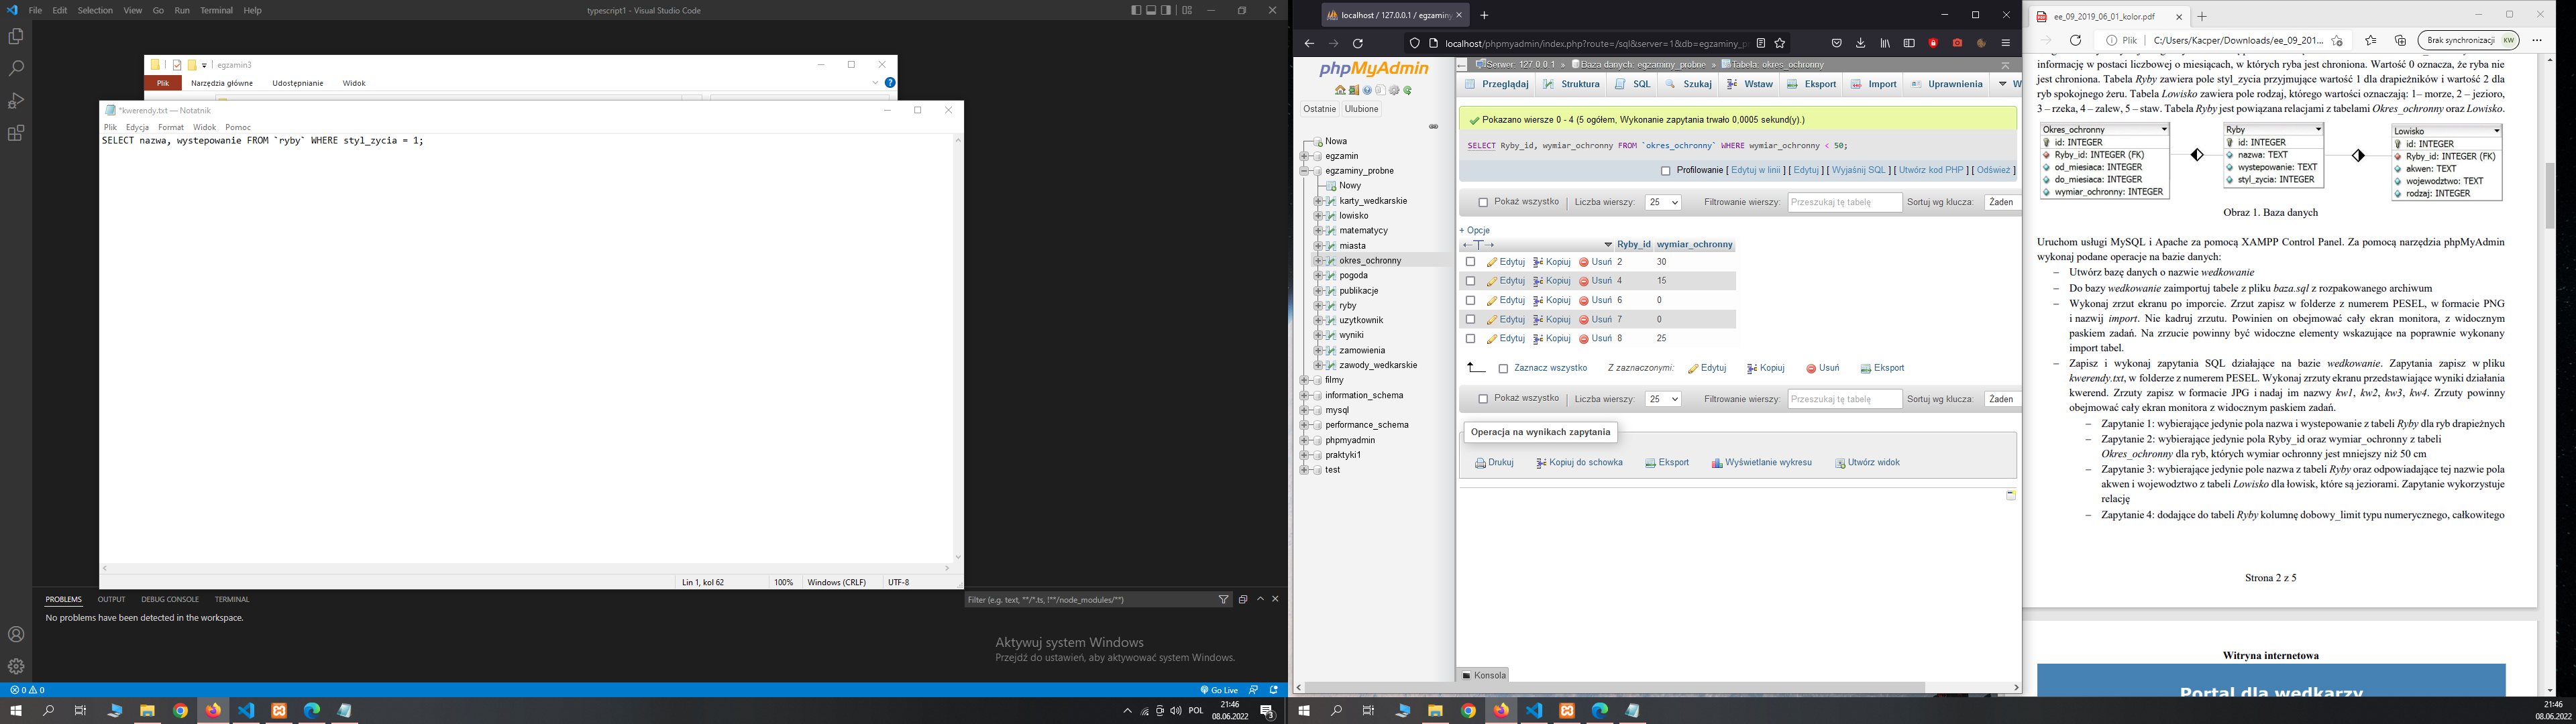 File Edit Selection View Go Run Terminal Help
typescript1 - Visual Studio Code
egzamin3
Plik Narzędzia główne Udostępnianie Widok
*kwerendy.txt — Notatnik
Plik Edycja Format Widok Pomoc
SELECT nazwa, wystepowanie FROM `ryby` WHERE styl_zycia = 1;
Lin 1, kol 62 100% Windows (CRLF) UTF-8
PROBLEMS OUTPUT DEBUG CONSOLE TERMINAL
Filter (e.g. text, **/*.ts, !**/node_modules/**)
No problems have been detected in the workspace.
Aktywuj system Windows
Przejdź do ustawień, aby aktywować system Windows.
0 0
Go Live
POL
21:46
08.06.2022
3
localhost / 127.0.0.1 / egzaminy
localhost/phpmyadmin/index.php?route=/sql&server=1&db=egzaminy_p
phpMyAdmin
Ostatnie Ulubione
Nowa
egzamin
egzaminy_probne
Nowy
karty_wedkarskie
lowisko
matematycy
miasta
okres_ochronny
pogoda
publikacje
ryby
uzytkownik
wyniki
zamowienia
zawody_wedkarskie
filmy
information_schema
mysql
performance_schema
phpmyadmin
praktyki1
test
Serwer: 127.0.0.1 » Baza danych: egzaminy_probne » Tabela: okres_ochronny
Przeglądaj Struktura SQL Szukaj Wstaw Eksport Import Uprawnienia W
Pokazano wiersze 0 - 4 (5 ogółem, Wykonanie zapytania trwało 0,0005 sekund(y).)
SELECT Ryby_id, wymiar_ochronny FROM `okres_ochronny` WHERE wymiar_ochronny < 50;
Profilowanie [ Edytuj w linii ] [ Edytuj ] [ Wyjaśnij SQL ] [ Utwórz kod PHP ] [ Odśwież ]
Pokaż wszystko | Liczba wierszy: 25 Filtrowanie wierszy: Przeszukaj tę tabelę Sortuj wg klucza: Żaden
+ Opcje
←T→ Ryby_id wymiar_ochronny
Edytuj Kopiuj Usuń 2 30
Edytuj Kopiuj Usuń 4 15
Edytuj Kopiuj Usuń 6 0
Edytuj Kopiuj Usuń 7 0
Edytuj Kopiuj Usuń 8 25
Zaznacz wszystko Z zaznaczonymi: Edytuj Kopiuj Usuń Eksport
Pokaż wszystko | Liczba wierszy: 25 Filtrowanie wierszy: Przeszukaj tę tabelę Sortuj wg klucza: Żaden
Operacja na wynikach zapytania
Drukuj Kopiuj do schowka Eksport Wyświetlanie wykresu Utwórz widok
Konsola
ee_09_2019_06_01_kolor.pdf
Plik | C:/Users/Kacper/Downloads/ee_09_201...
Brak synchronizacji KW
informację w postaci liczbowej o miesiącach, w których ryba jest chroniona. Wartość 0 oznacza, że ryba nie
jest chroniona. Tabela Ryby zawiera pole styl_zycia przyjmujące wartość 1 dla drapieżników i wartość 2 dla
ryb spokojnego żeru. Tabela Lowisko zawiera pole rodzaj, którego wartości oznaczają: 1– morze, 2 – jezioro,
3 – rzeka, 4 – zalew, 5 – staw. Tabela Ryby jest powiązana relacjami z tabelami Okres_ochronny oraz Lowisko.
Okres_ochronny
id: INTEGER
Ryby_id: INTEGER (FK)
od_miesiaca: INTEGER
do_miesiaca: INTEGER
wymiar_ochronny: INTEGER
Ryby
id: INTEGER
nazwa: TEXT
wystepowanie: TEXT
styl_zycia: INTEGER
Lowisko
id: INTEGER
Ryby_id: INTEGER (FK)
akwen: TEXT
wojewodztwo: TEXT
rodzaj: INTEGER
Obraz 1. Baza danych
Uruchom usługi MySQL i Apache za pomocą XAMPP Control Panel. Za pomocą narzędzia phpMyAdmin
wykonaj podane operacje na bazie danych:
– Utwórz bazę danych o nazwie wedkowanie
– Do bazy wedkowanie zaimportuj tabele z pliku baza.sql z rozpakowanego archiwum
– Wykonaj zrzut ekranu po imporcie. Zrzut zapisz w folderze z numerem PESEL, w formacie PNG
i nazwij import. Nie kadruj zrzutu. Powinien on obejmować cały ekran monitora, z widocznym
paskiem zadań. Na zrzucie powinny być widoczne elementy wskazujące na poprawnie wykonany
import tabel.
– Zapisz i wykonaj zapytania SQL działające na bazie wedkowanie. Zapytania zapisz w pliku
kwerendy.txt, w folderze z numerem PESEL. Wykonaj zrzuty ekranu przedstawiające wyniki działania
kwerend. Zrzuty zapisz w formacie JPG i nadaj im nazwy kw1, kw2, kw3, kw4. Zrzuty powinny
obejmować cały ekran monitora z widocznym paskiem zadań.
– Zapytanie 1: wybierające jedynie pola nazwa i wystepowanie z tabeli Ryby dla ryb drapieżnych
– Zapytanie 2: wybierające jedynie pola Ryby_id oraz wymiar_ochronny z tabeli
Okres_ochronny dla ryb, których wymiar ochronny jest mniejszy niż 50 cm
– Zapytanie 3: wybierające jedynie pole nazwa z tabeli Ryby oraz odpowiadające tej nazwie pola
akwen i wojewodztwo z tabeli Lowisko dla łowisk, które są jeziorami. Zapytanie wykorzystuje
relację
– Zapytanie 4: dodające do tabeli Ryby kolumnę dobowy_limit typu numerycznego, całkowitego
Strona 2 z 5
Witryna internetowa
Portal dla wędkarzy
21:46
08.06.2022